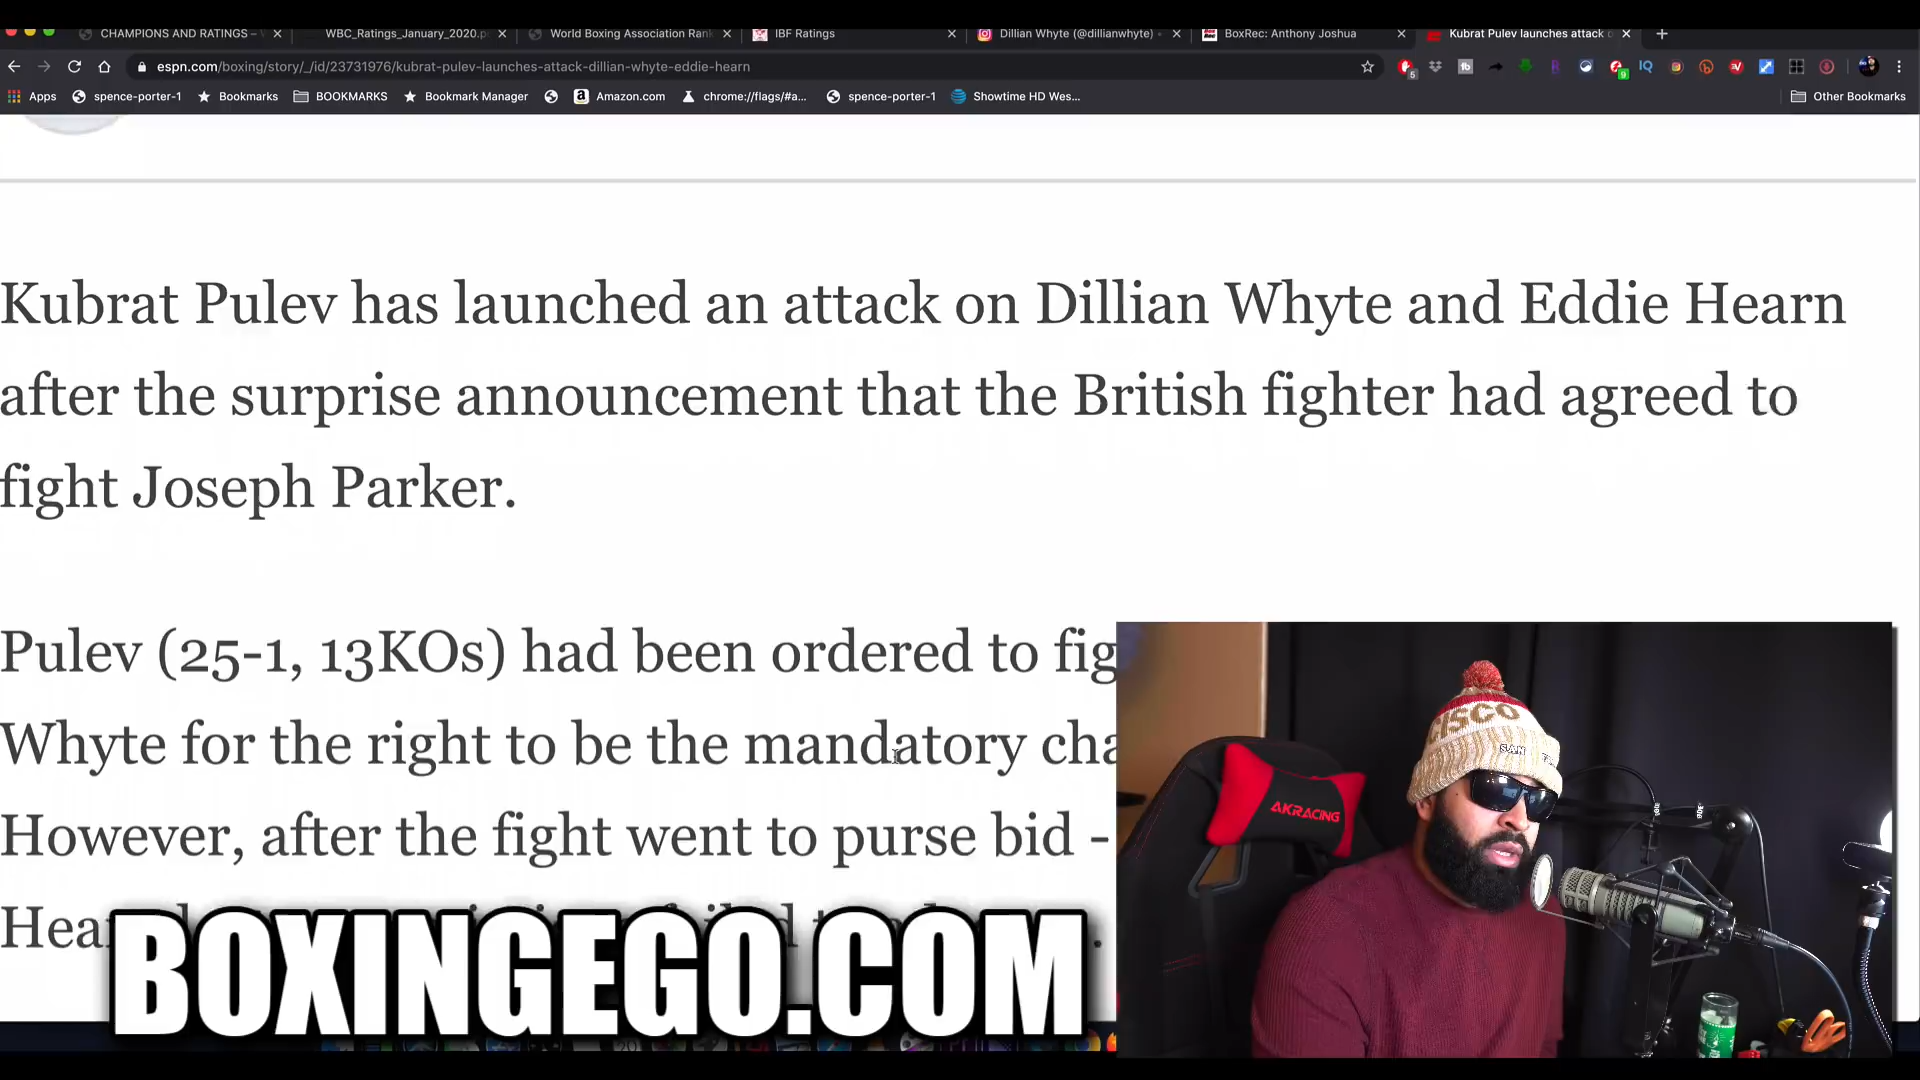 CHAMPIONS AND RATINGS –
WBC_Ratings_January_2020.p
World Boxing Association Rank
IBF Ratings
Dillian Whyte (@dillianwhyte) •
BoxRec: Anthony Joshua
Kubrat Pulev launches attack o
espn.com/boxing/story/_/id/23731976/kubrat-pulev-launches-attack-dillian-whyte-eddie-hearn
Apps spence-porter-1 Bookmarks BOOKMARKS Bookmark Manager Amazon.com chrome://flags/#a... spence-porter-1 Showtime HD Wes... Other Bookmarks
Kubrat Pulev has launched an attack on Dillian Whyte and Eddie Hearn
after the surprise announcement that the British fighter had agreed to
fight Joseph Parker.
Pulev (25-1, 13KOs) had been ordered to fig
Whyte for the right to be the mandatory cha
However, after the fight went to purse bid -
Hear
BOXINGEGO.COM
CISCO
SAN
AKRACING